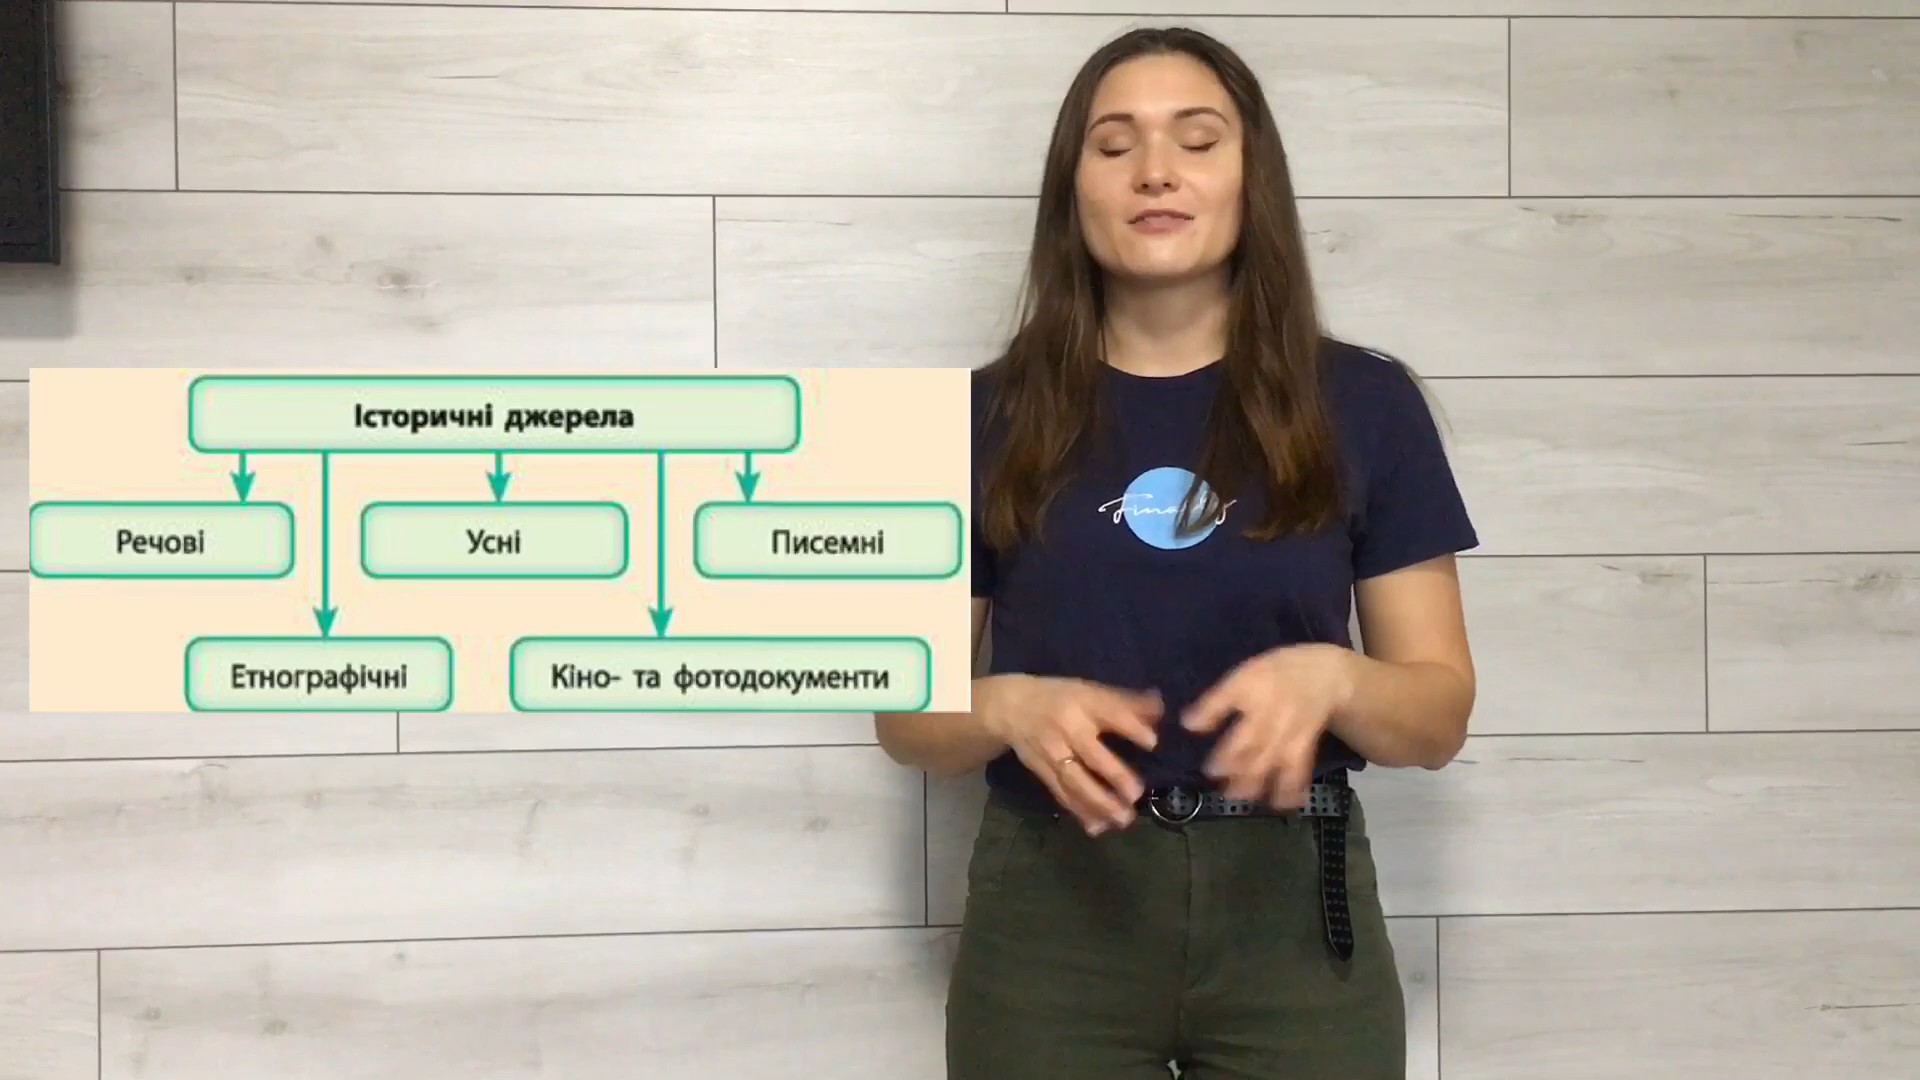 Історичні джерела
Речові
Усні
Писемні
Етнографічні
Кіно- та фотодокументи